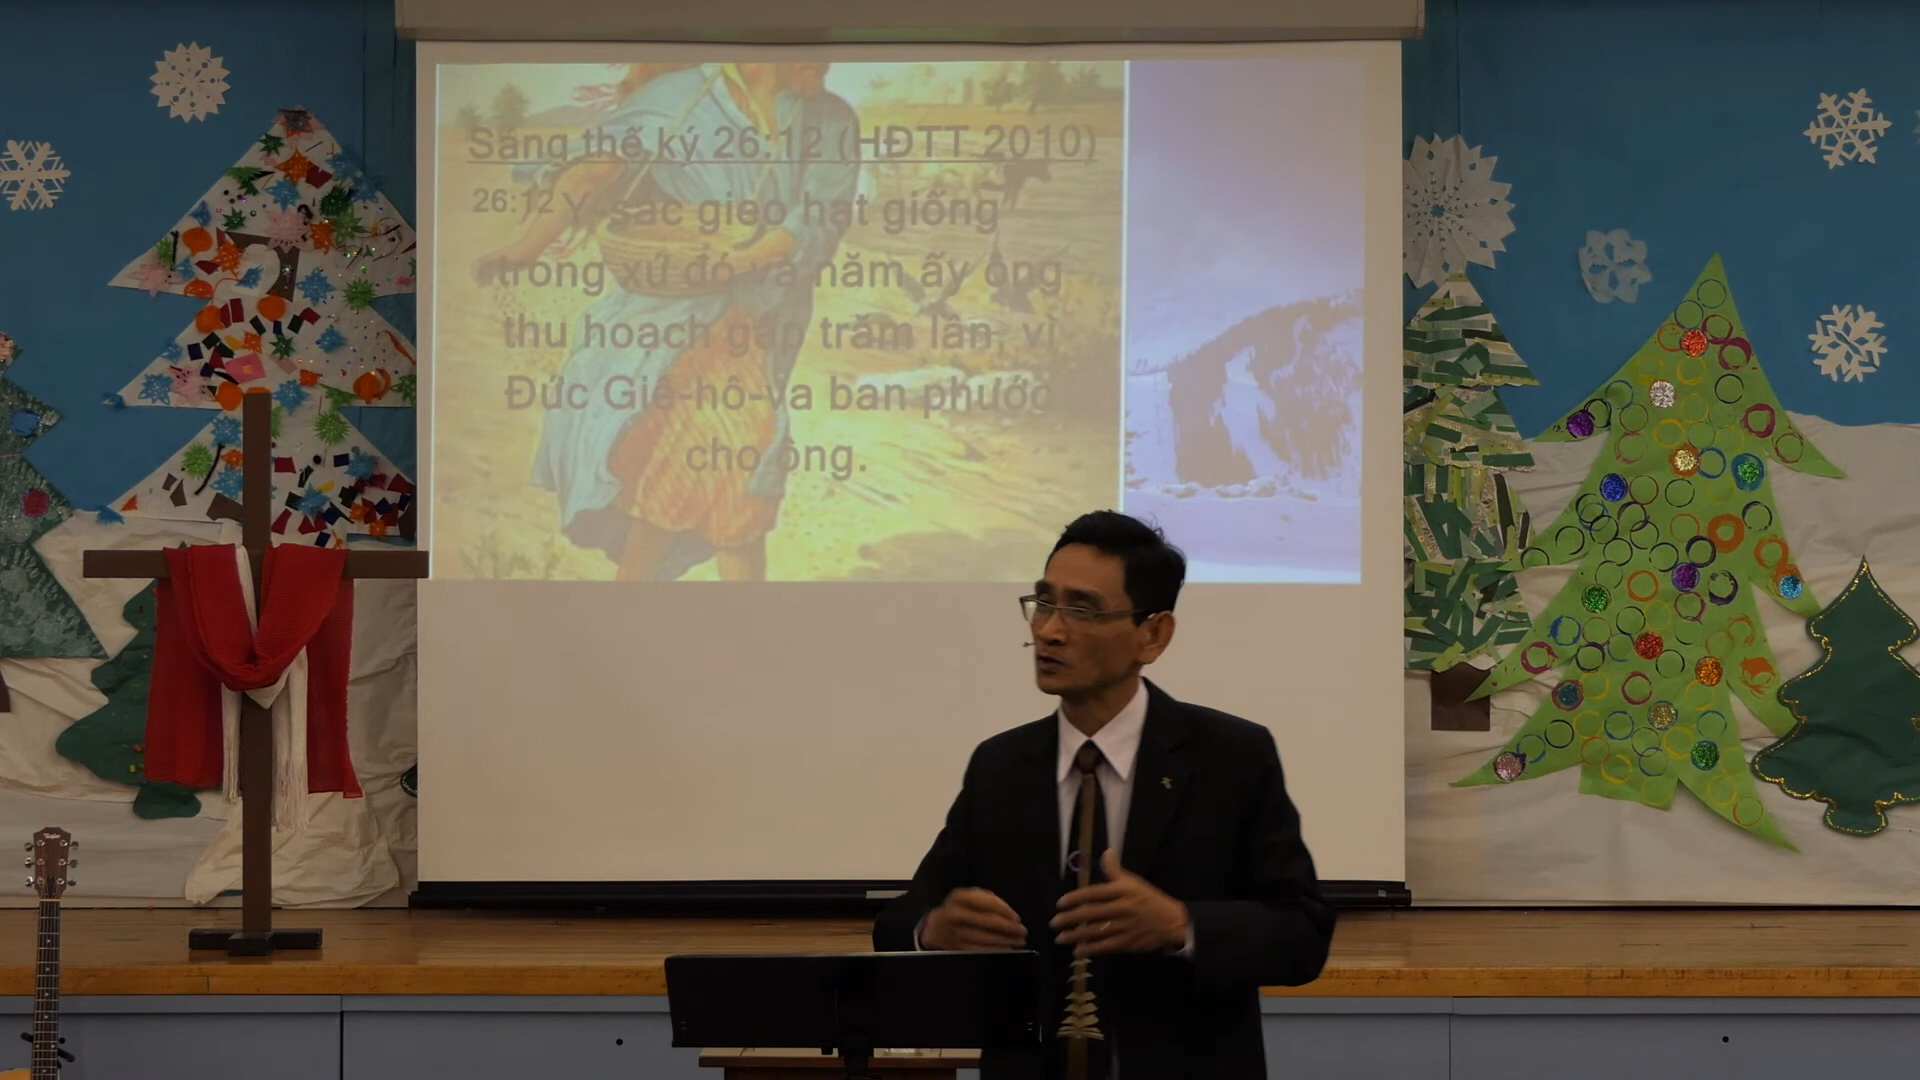 Sáng thế ký 26:12 (HĐTT 2010)
26:12 Y-sác gieo hạt giống
trong xứ đó và năm ấy ông
thu hoạch gấp trăm lần, vì
Đức Giê-hô-va ban phước
cho ông.
Taylor